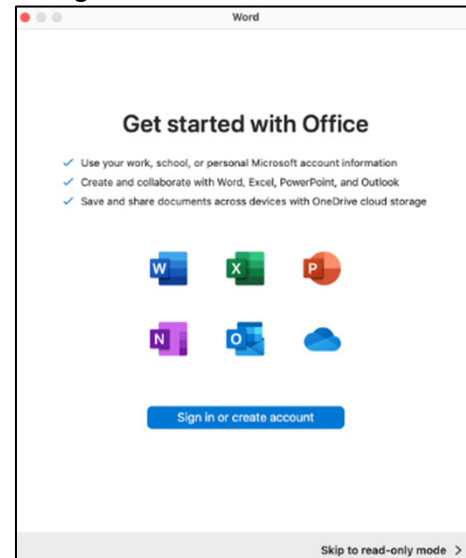 Word
Get started with Office
Use your work, school, or personal Microsoft account information
Create and collaborate with Word, Excel, PowerPoint, and Outlook
Save and share documents across devices with OneDrive cloud storage
W X P
N O
Sign in or create account
Skip to read-only mode >